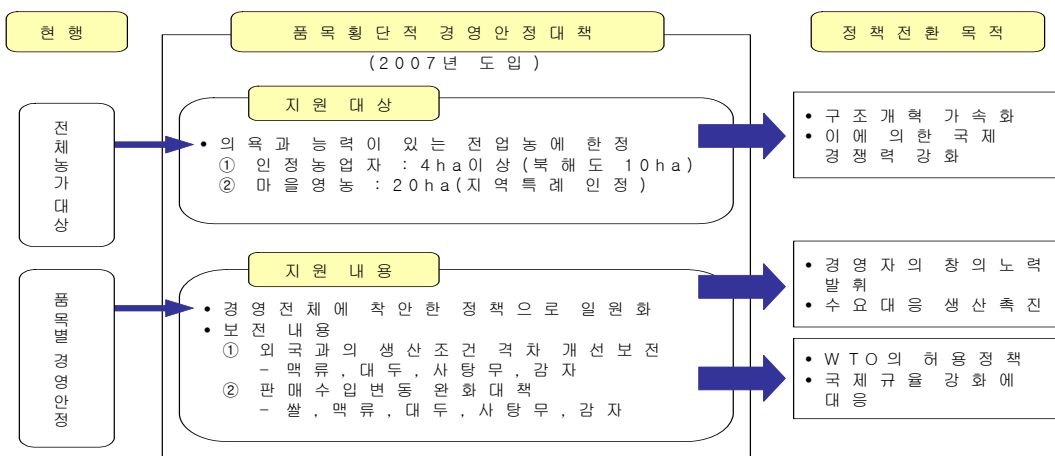 현행
품목횡단적 경영안정대책
(2007년 도입)
정책전환 목적
전체농가 대상
지원 대상
• 의욕과 능력이 있는 전업농에 한정
① 인정농업자 : 4ha이상(북해도 10ha)
② 마을영농 : 20ha(지역특례 인정)
• 구조개혁 가속화
• 이에 의한 국제
경쟁력 강화
품목별 경영안정
지원 내용
• 경영전체에 착안한 정책으로 일원화
• 보전 내용
① 외국과의 생산조건 격차 개선보전
- 맥류, 대두, 사탕무, 감자
② 판매수입변동 완화대책
- 쌀, 맥류, 대두, 사탕무, 감자
• 경영자의 창의노력
발휘
• 수요대응 생산촉진
• WTO의 허용정책
• 국제규율 강화에
대응